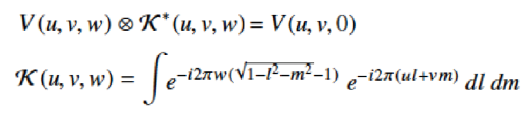 V(u, v, w) ⊗ 𝒦*(u, v, w) = V(u, v, 0)
𝒦(u, v, w) = ∫ e^{−i2πw(√(1−l²−m²)−1)} e^{−i2π(ul+vm)} dl dm